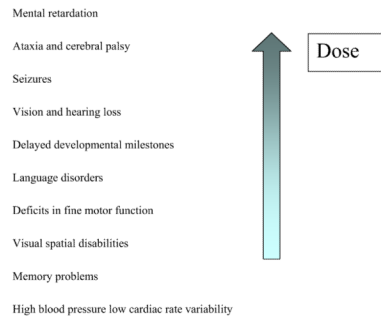 Mental retardation
Dose
Ataxia and cerebral palsy
Seizures
Vision and hearing loss
Delayed developmental milestones
Language disorders
Deficits in fine motor function
Visual spatial disabilities
Memory problems
High blood pressure low cardiac rate variability